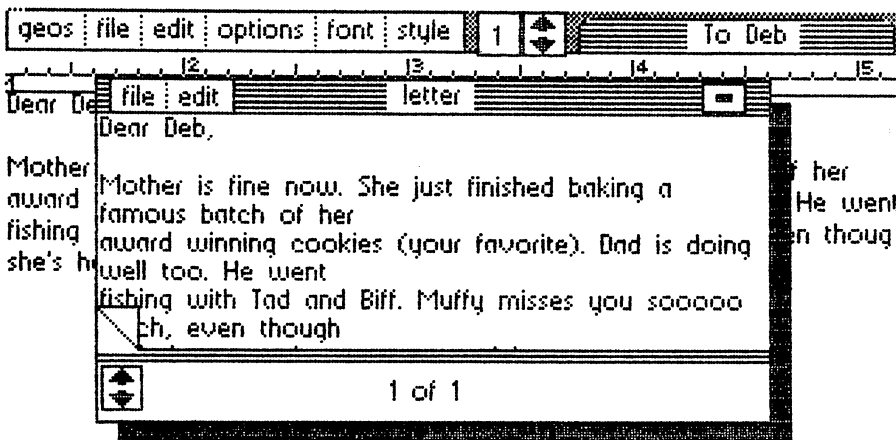 geos file edit options font style 1 To Deb
2 3 4 5
file edit letter
Dear Deb,
Mother is fine now. She just finished baking a
famous batch of her
award winning cookies (your favorite). Dad is doing
well too. He went
fishing with Tad and Biff. Muffy misses you sooooo
ch, even though
1 of 1
Dear De
Mother f her
award He went
fishing en thoug
she's h